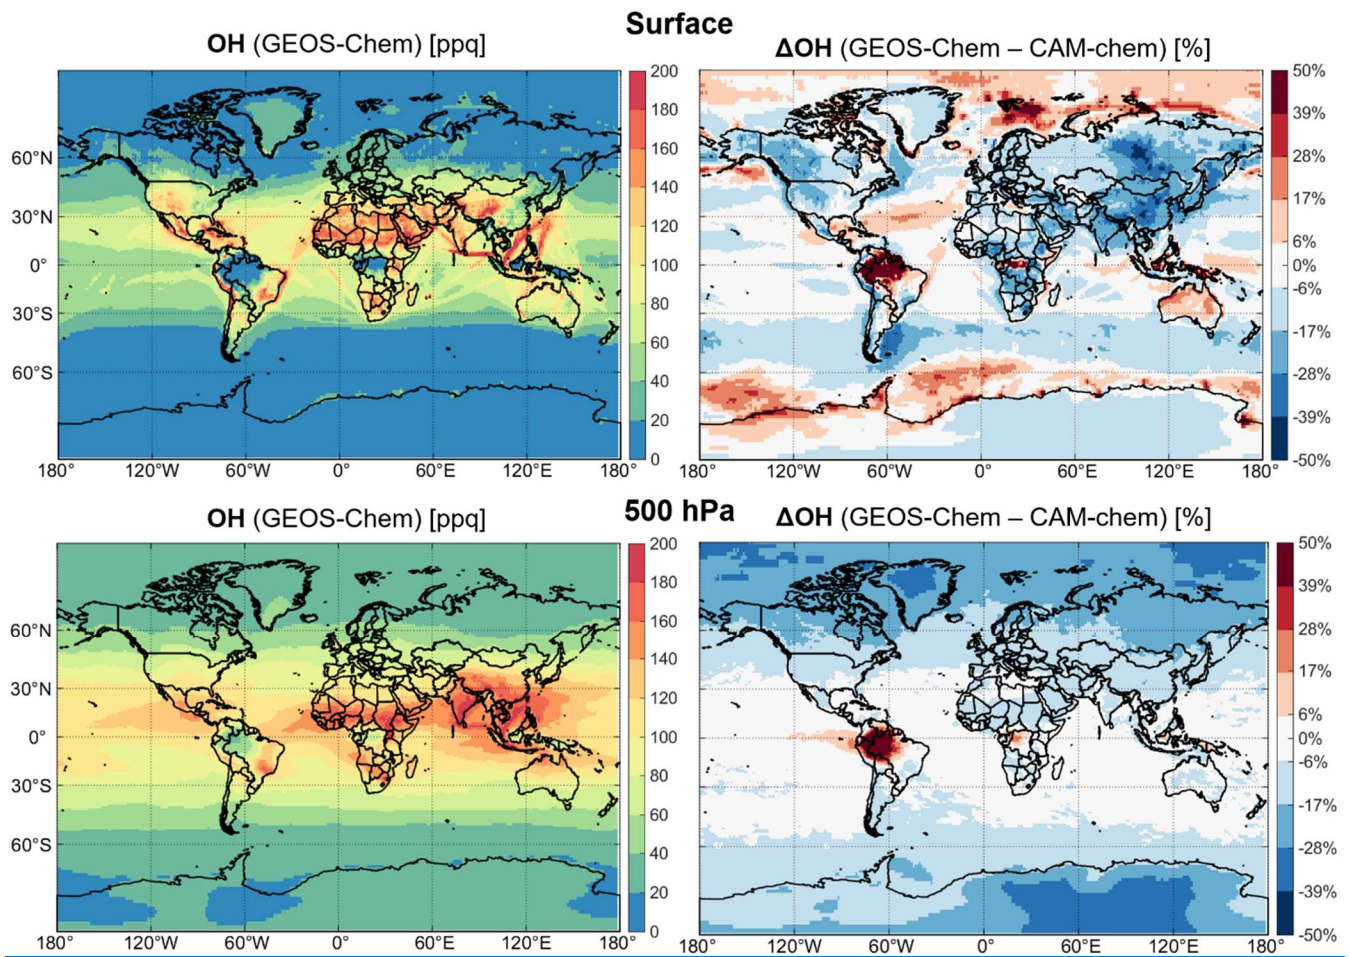 Surface
OH (GEOS-Chem) [ppq]
ΔOH (GEOS-Chem – CAM-chem) [%]
200
180
160
140
120
100
80
60
40
20
0
60°N
30°N
0°
30°S
60°S
180°
120°W
60°W
0°
60°E
120°E
180°
50%
39%
28%
17%
6%
0%
-6%
-17%
-28%
-39%
-50%
180°
120°W
60°W
0°
60°E
120°E
180°
500 hPa
OH (GEOS-Chem) [ppq]
ΔOH (GEOS-Chem – CAM-chem) [%]
200
180
160
140
120
100
80
60
40
20
0
60°N
30°N
0°
30°S
60°S
180°
120°W
60°W
0°
60°E
120°E
180°
50%
39%
28%
17%
6%
0%
-6%
-17%
-28%
-39%
-50%
180°
120°W
60°W
0°
60°E
120°E
180°